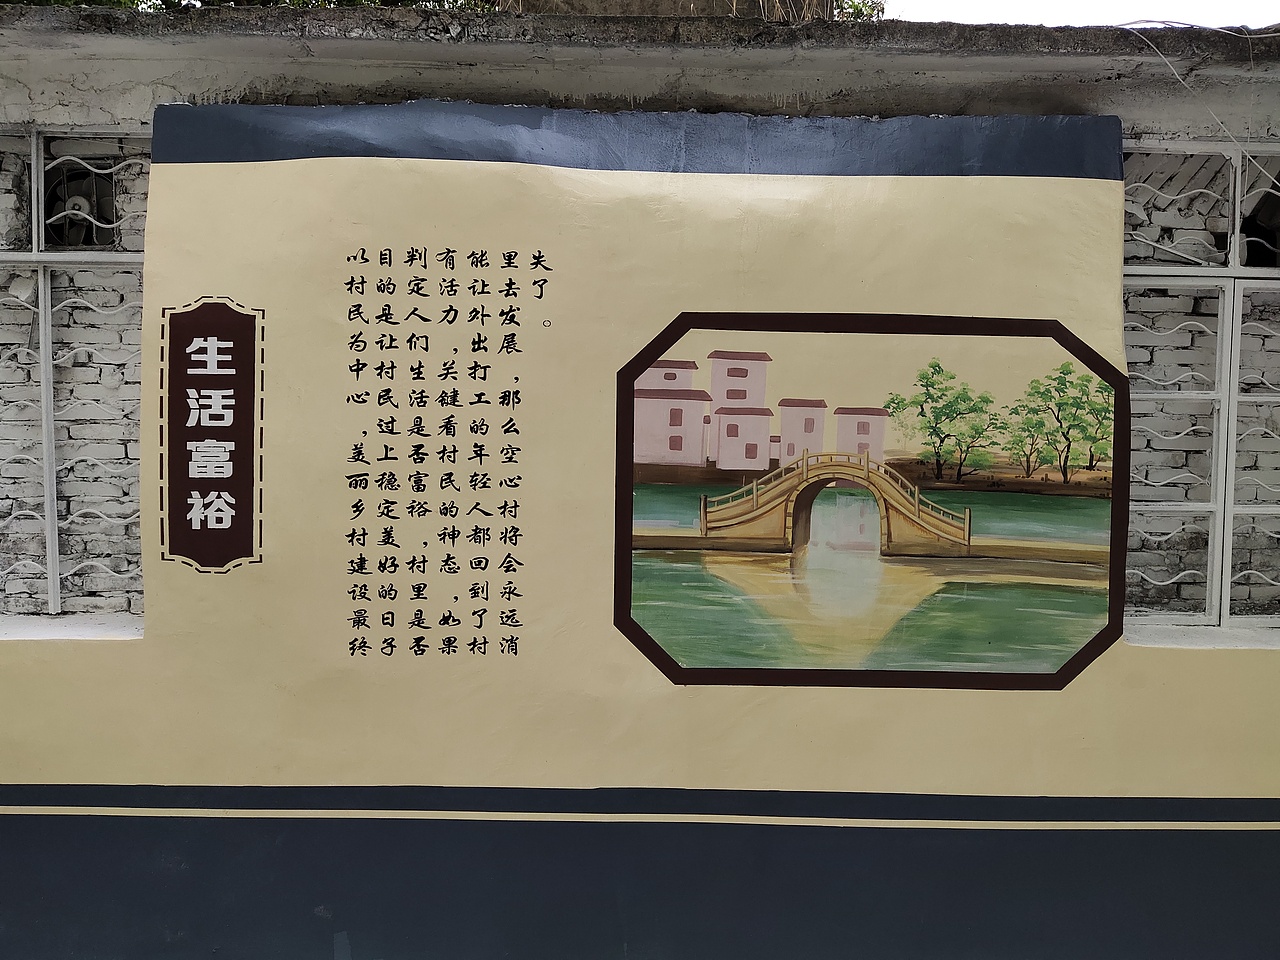 生活富裕
以村民为中心，美丽乡村建设最终
目的是让村民过上稳定美好的日子
判定人们生活是否富裕，村里是否
有活力，关键看村民的神态，如果
能让外出打工的年轻人都回到了村
里去发展，那么空心村将会永远消
失了。